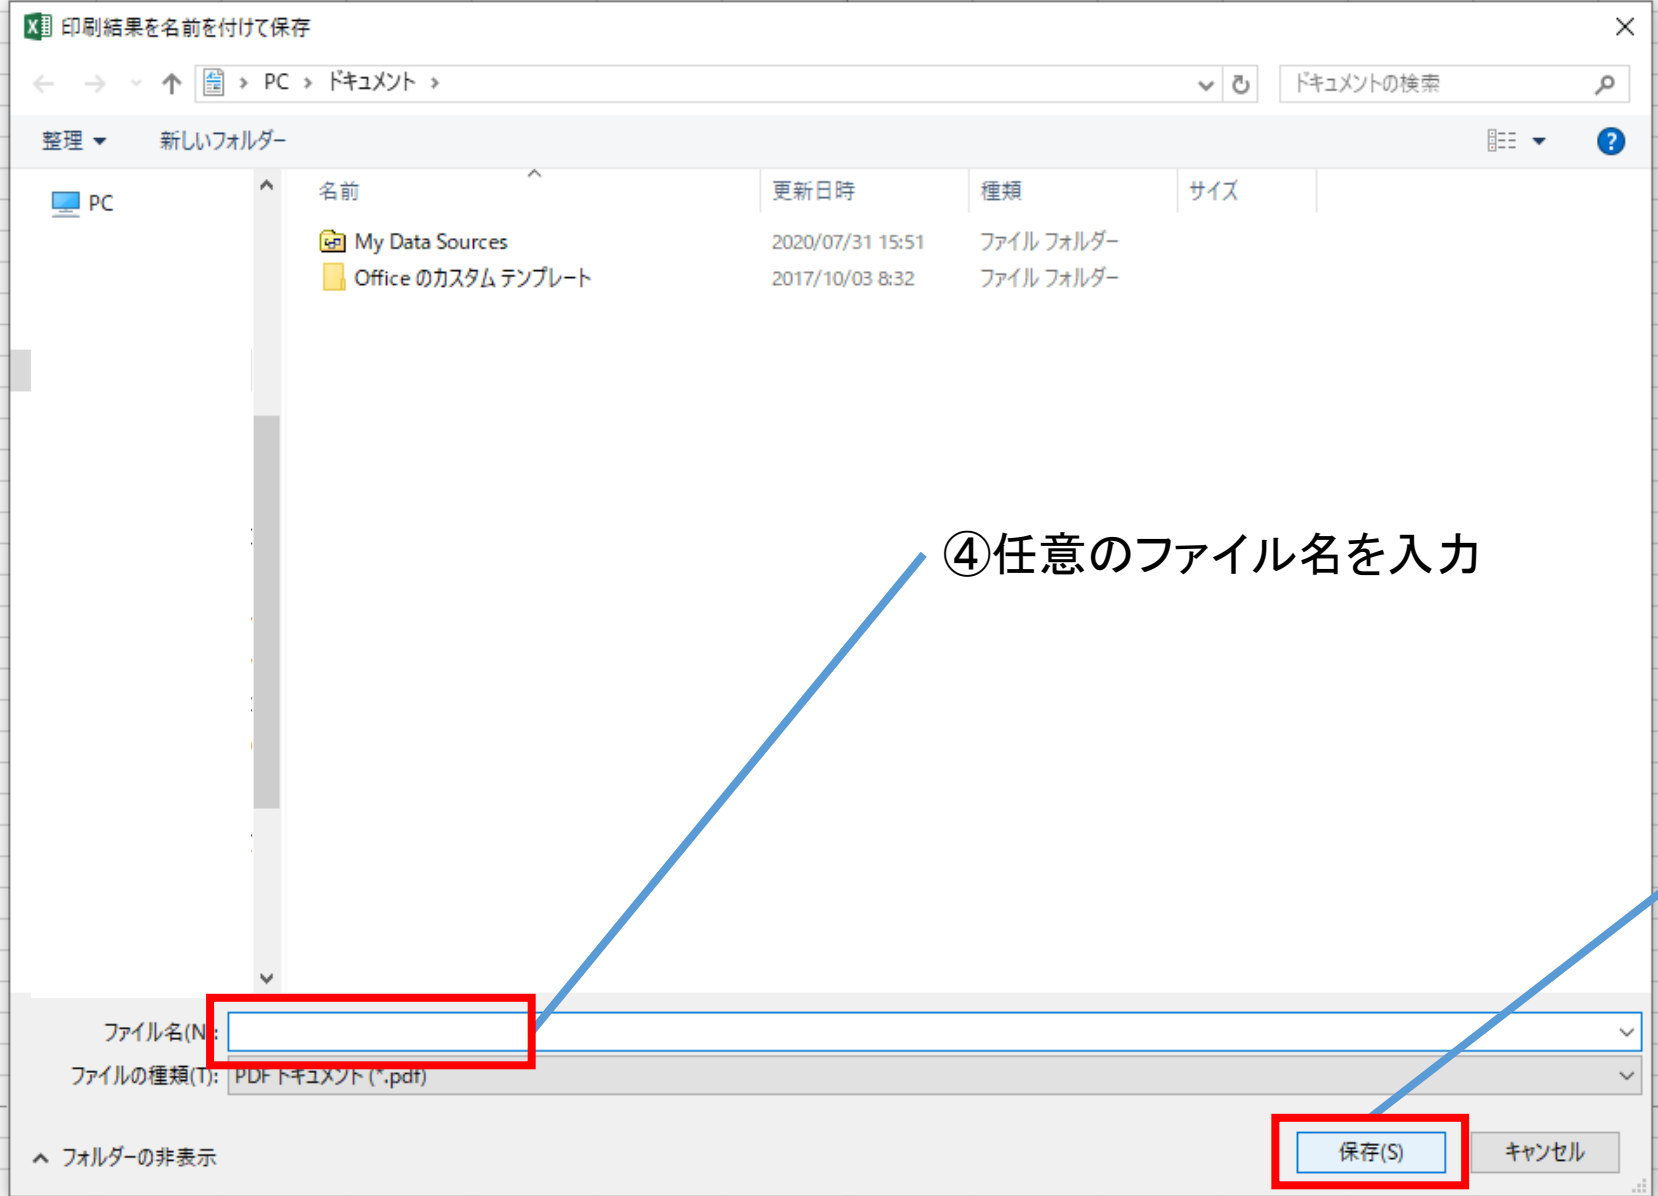 印刷結果を名前を付けて保存
PC › ドキュメント ›
ドキュメントの検索
整理
新しいフォルダー
PC
名前 更新日時 種類 サイズ
My Data Sources 2020/07/31 15:51 ファイル フォルダー
Office のカスタム テンプレート 2017/10/03 8:32 ファイル フォルダー
④任意のファイル名を入力
ファイル名(N):
ファイルの種類(T): PDF ドキュメント (*.pdf)
フォルダーの非表示
保存(S)
キャンセル